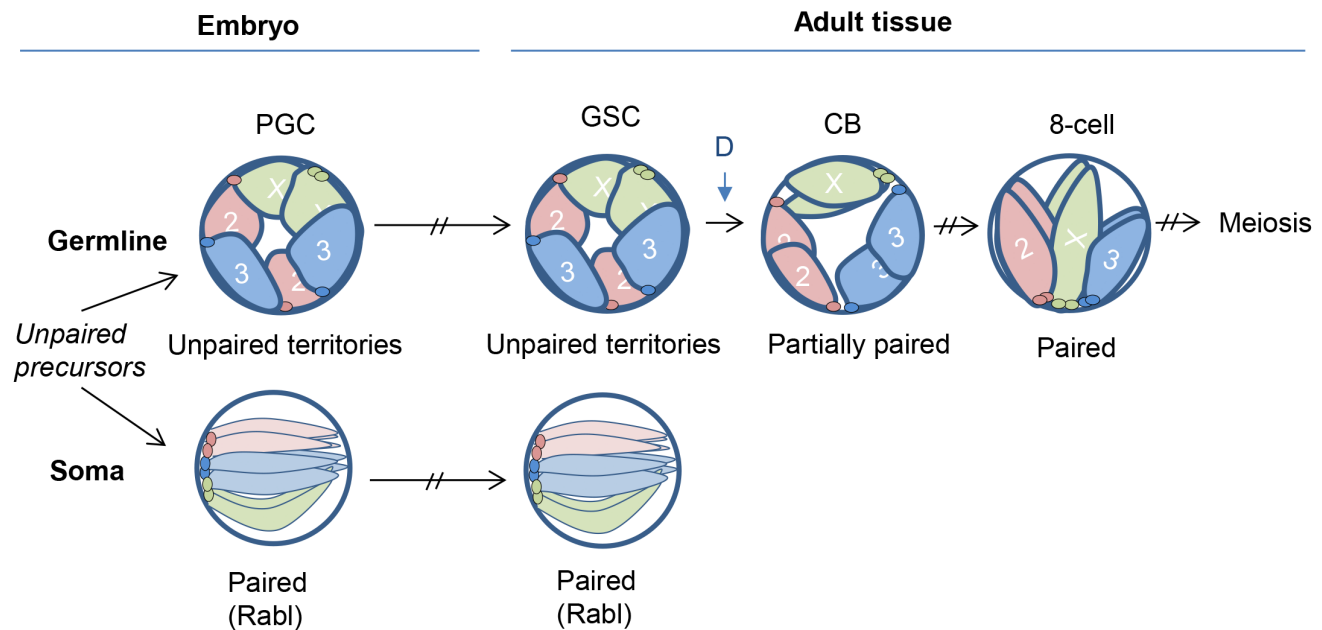 Embryo
Adult tissue
PGC
GSC
D
CB
8-cell
X
2
3
3
2
X
2
3
3
2
X
2
3
2
3
2
X
3
Germline
Meiosis
Unpaired
precursors
Unpaired territories
Unpaired territories
Partially paired
Paired
Soma
Paired
(Rabl)
Paired
(Rabl)